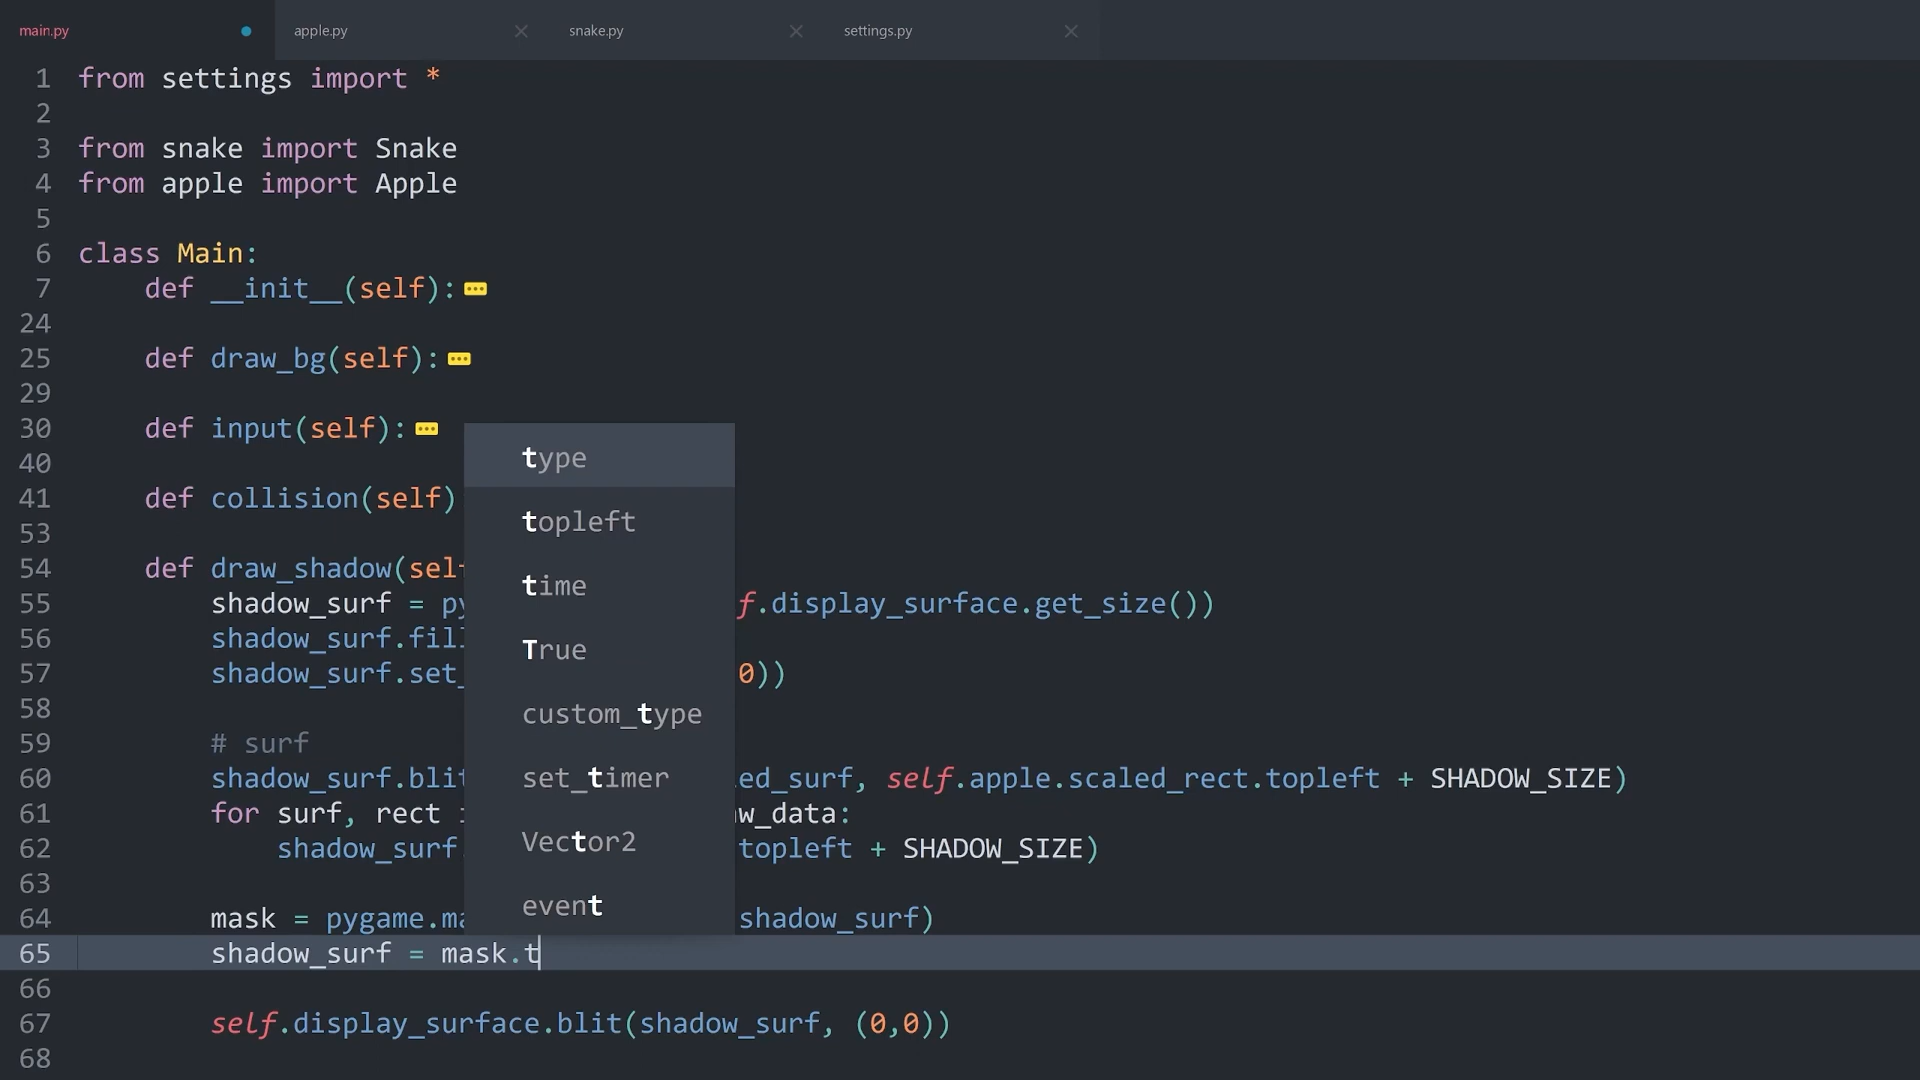 main.py apple.py snake.py settings.py
1 from settings import *
2
3 from snake import Snake
4 from apple import Apple
5
6 class Main:
7 def __init__(self):
24
25 def draw_bg(self):
29
30 def input(self):
40
41 def collision(self)
53
54 def draw_shadow(self
55 shadow_surf = py f.display_surface.get_size())
56 shadow_surf.fill
57 shadow_surf.set_ 0))
58
59 # surf
60 shadow_surf.blit ed_surf, self.apple.scaled_rect.topleft + SHADOW_SIZE)
61 for surf, rect i aw_data:
62 shadow_surf. topleft + SHADOW_SIZE)
63
64 mask = pygame.ma shadow_surf)
65 shadow_surf = mask.t
66
67 self.display_surface.blit(shadow_surf, (0,0))
68
type
topleft
time
True
custom_type
set_timer
Vector2
event